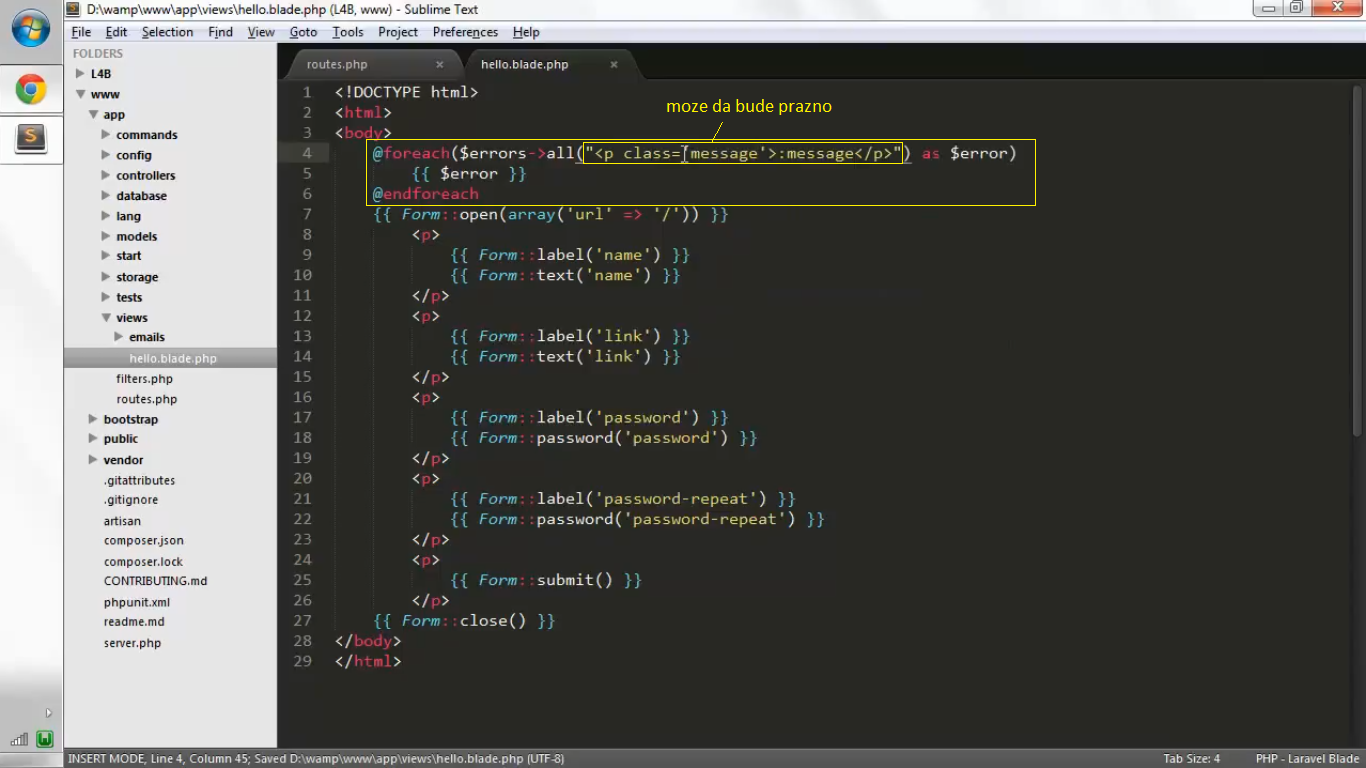 D:\wamp\www\app\views\hello.blade.php (L4B, www) - Sublime Text
File Edit Selection Find View Goto Tools Project Preferences Help
FOLDERS
L4B
www
app
commands
config
controllers
database
lang
models
start
storage
tests
views
emails
hello.blade.php
filters.php
routes.php
bootstrap
public
vendor
.gitattributes
.gitignore
artisan
composer.json
composer.lock
CONTRIBUTING.md
phpunit.xml
readme.md
server.php
routes.php × hello.blade.php ×
moze da bude prazno
1 <!DOCTYPE html>
2 <html>
3 <body>
4 @foreach($errors->all("<p class='message'>:message</p>") as $error)
5 {{ $error }}
6 @endforeach
7 {{ Form::open(array('url' => '/')) }}
8 <p>
9 {{ Form::label('name') }}
10 {{ Form::text('name') }}
11 </p>
12 <p>
13 {{ Form::label('link') }}
14 {{ Form::text('link') }}
15 </p>
16 <p>
17 {{ Form::label('password') }}
18 {{ Form::password('password') }}
19 </p>
20 <p>
21 {{ Form::label('password-repeat') }}
22 {{ Form::password('password-repeat') }}
23 </p>
24 <p>
25 {{ Form::submit() }}
26 </p>
27 {{ Form::close() }}
28 </body>
29 </html>
INSERT MODE, Line 4, Column 45; Saved D:\wamp\www\app\views\hello.blade.php (UTF-8) Tab Size: 4 PHP - Laravel Blade